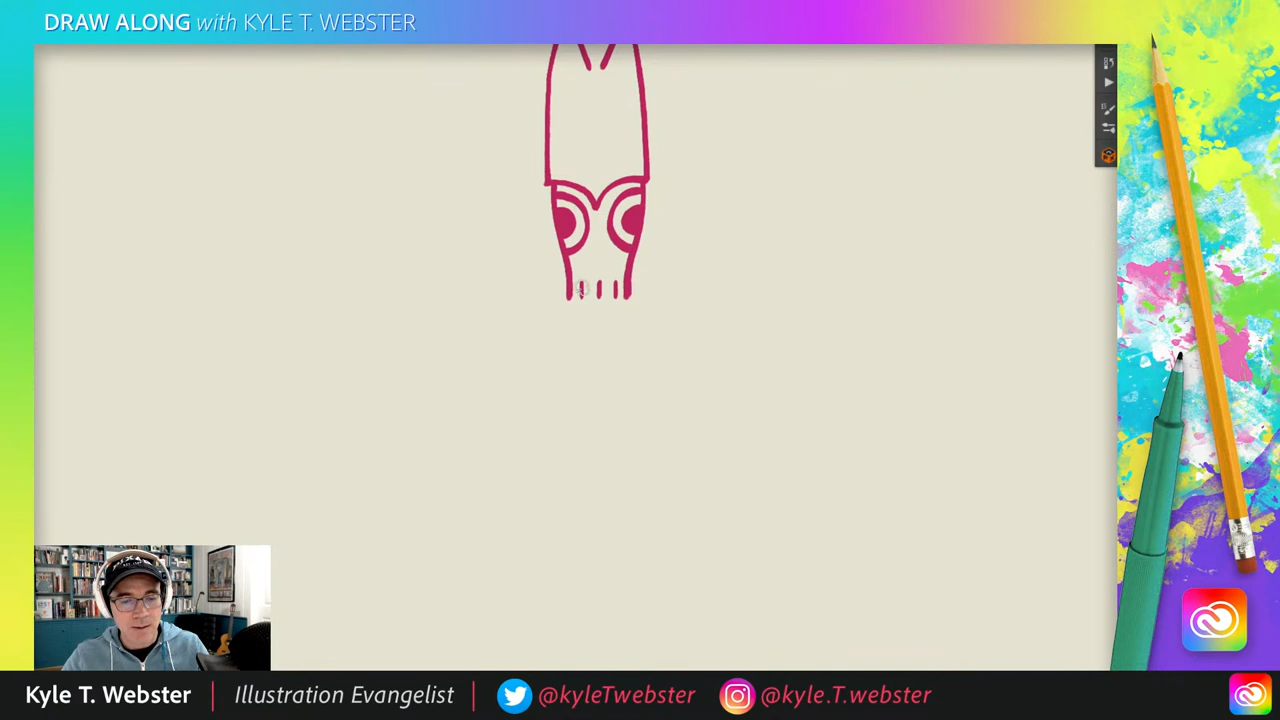 DRAW ALONG with KYLE T. WEBSTER
Kyle T. Webster | Illustration Evangelist | @kyleTwebster @kyle.T.webster